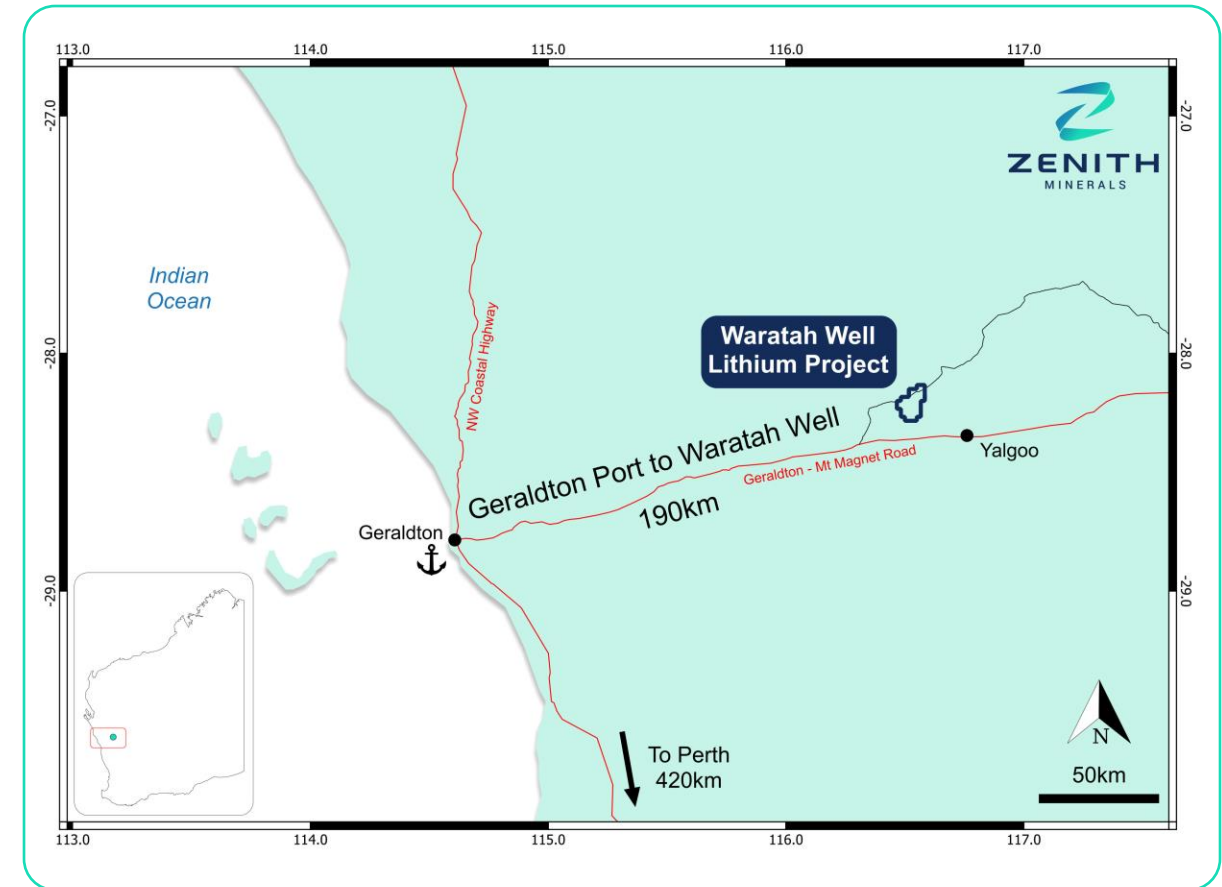 113.0
114.0
115.0
116.0
117.0
-27.0
-27.0
ZENITH
MINERALS
Indian
Ocean
NW Coastal Highway
Waratah Well
Lithium Project
-28.0
-28.0
Geraldton Port to Waratah Well
190km
Geraldton - Mt Magnet Road
Yalgoo
Geraldton
-29.0
-29.0
To Perth
420km
N
50km
113.0
114.0
115.0
116.0
117.0